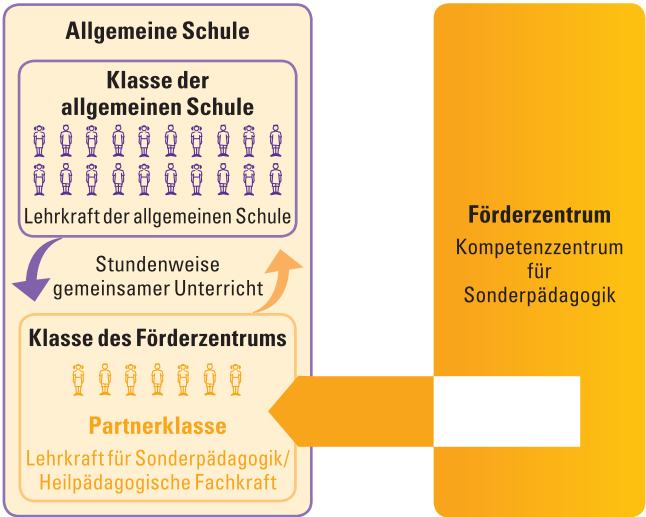 Allgemeine Schule
Klasse der
allgemeinen Schule
Lehrkraft der allgemeinen Schule
Stundenweise
gemeinsamer Unterricht
Klasse des Förderzentrums
Partnerklasse
Lehrkraft für Sonderpädagogik/
Heilpädagogische Fachkraft
Förderzentrum
Kompetenzzentrum
für
Sonderpädagogik